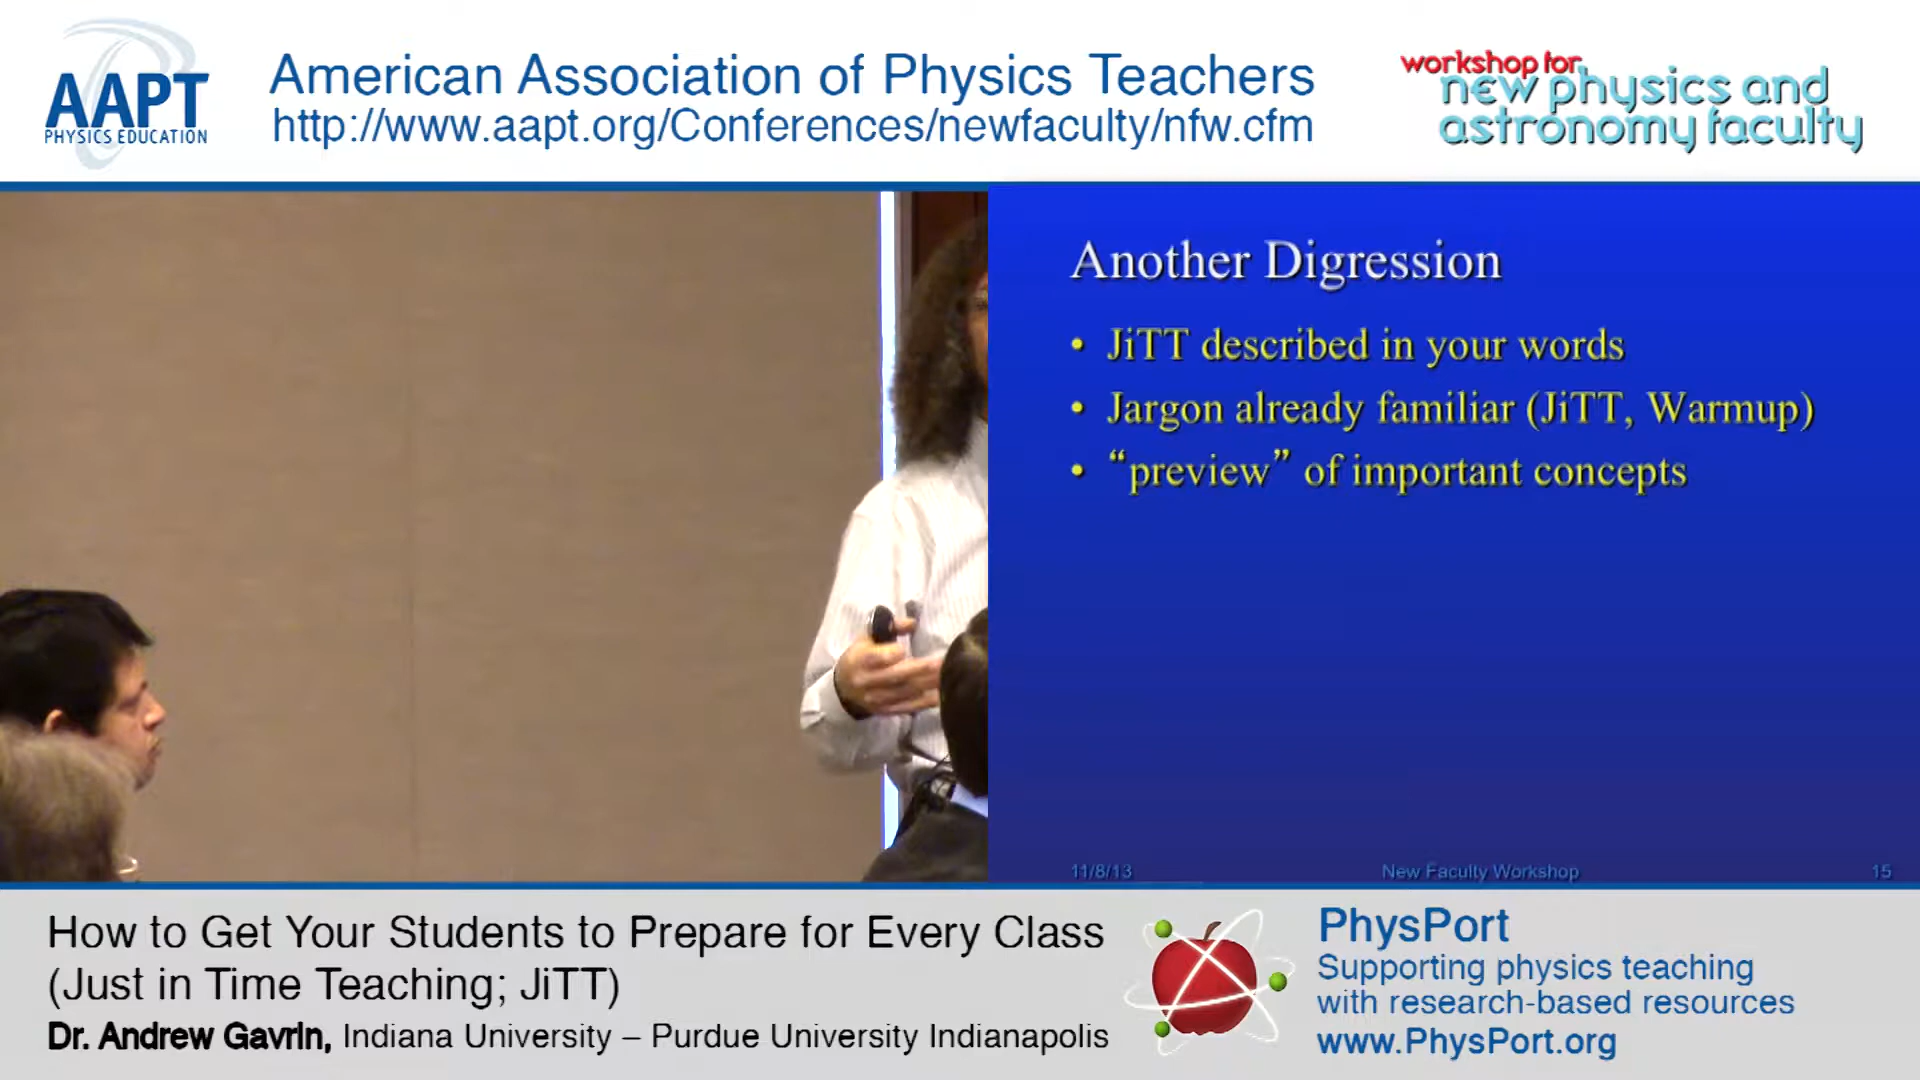 AAPT
PHYSICS EDUCATION
American Association of Physics Teachers
http://www.aapt.org/Conferences/newfaculty/nfw.cfm
workshop for
new physics and
astronomy faculty
Another Digression
• JiTT described in your words
• Jargon already familiar (JiTT, Warmup)
• “preview” of important concepts
11/8/13
New Faculty Workshop
15
How to Get Your Students to Prepare for Every Class
(Just in Time Teaching; JiTT)
Dr. Andrew Gavrin, Indiana University – Purdue University Indianapolis
PhysPort
Supporting physics teaching
with research-based resources
www.PhysPort.org